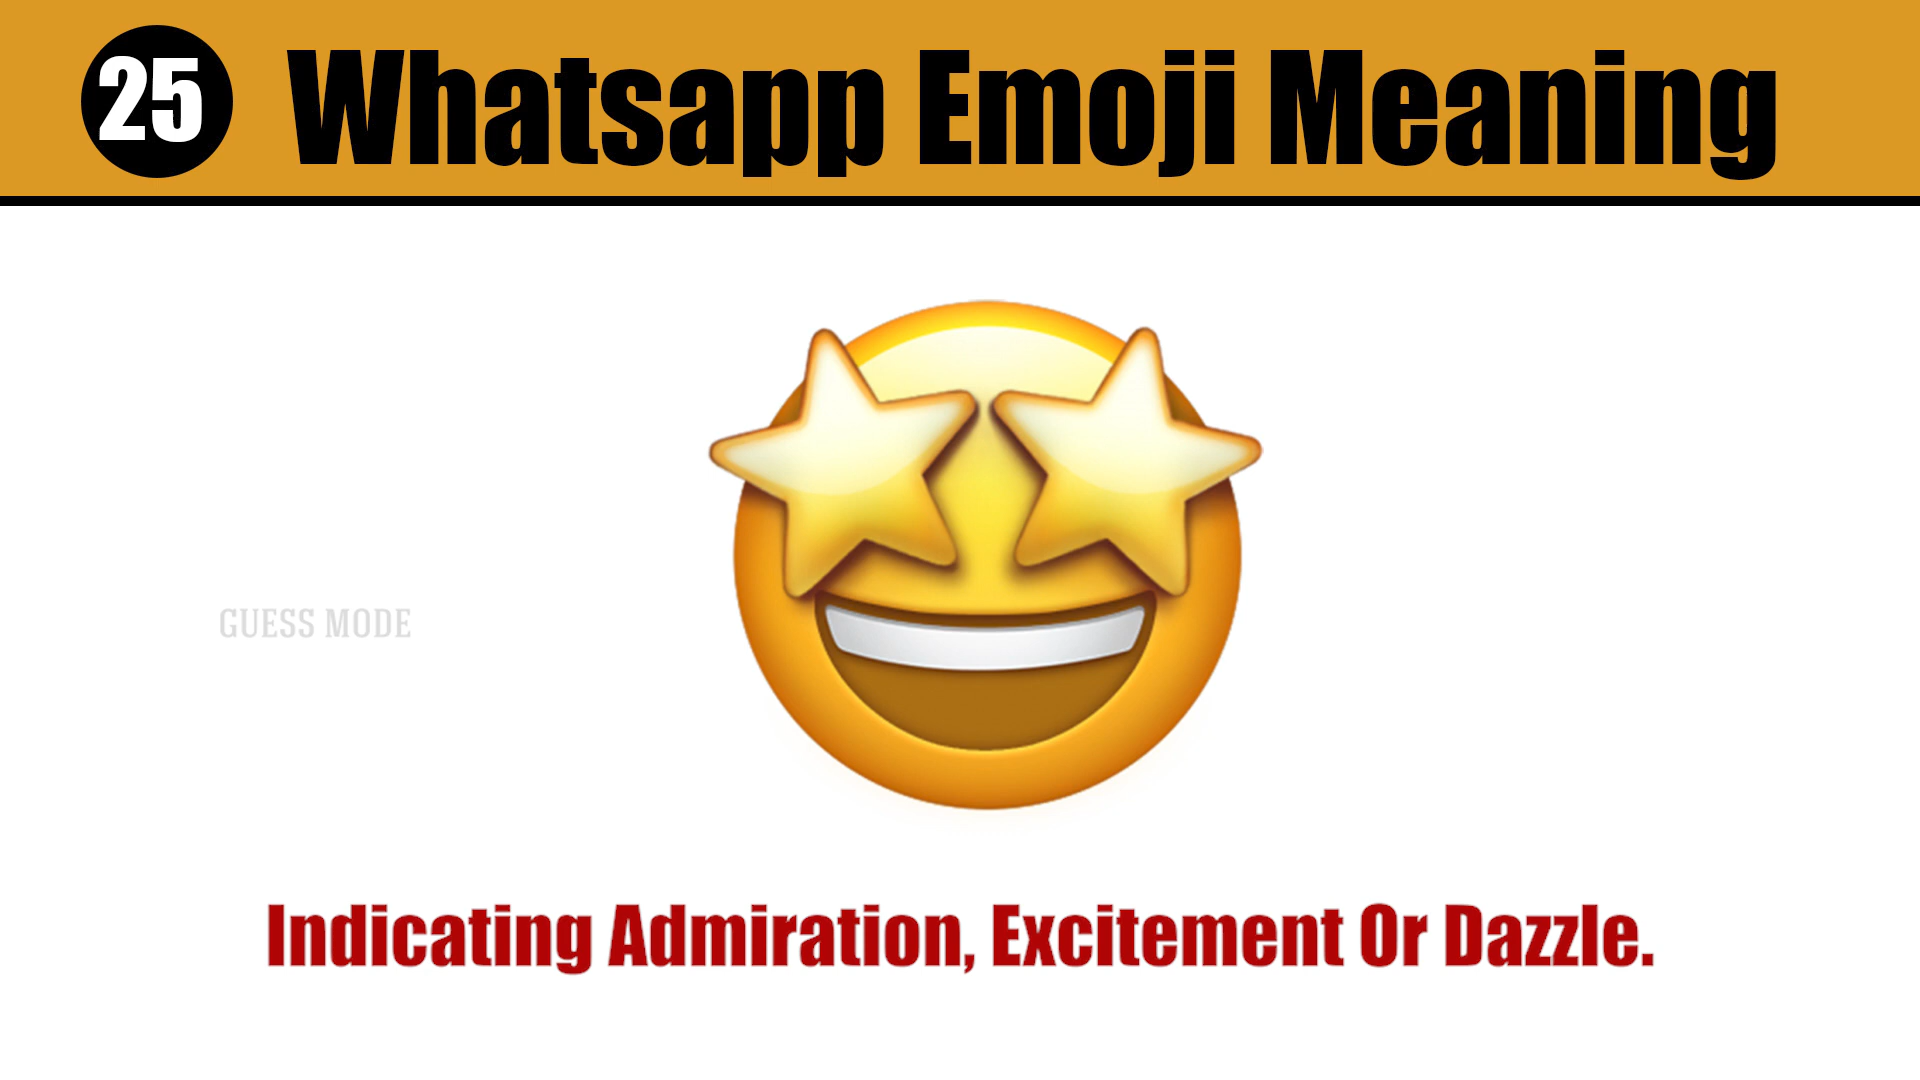 25 Whatsapp Emoji Meaning
GUESS MODE
Indicating Admiration, Excitement Or Dazzle.